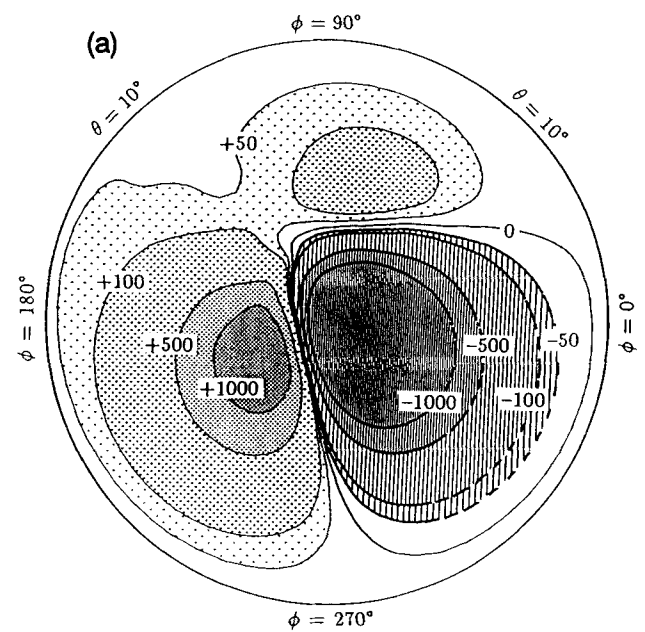 (a)
ϕ = 90°
θ = 10°
θ = 10°
+50
0
+100
ϕ = 180°
ϕ = 0°
+500
-500
-50
+1000
-1000
-100
ϕ = 270°